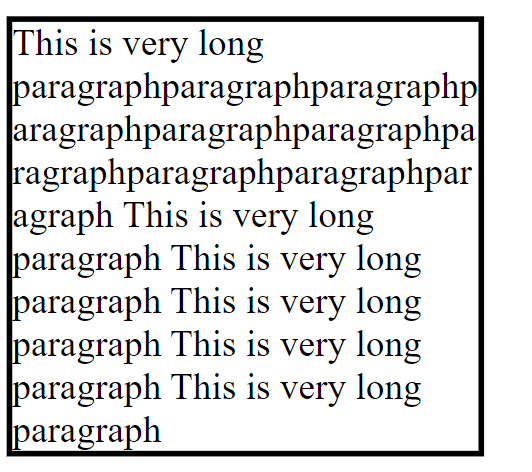 This is very long
paragraphparagraphparagraphp
aragraphparagraphparagraphpa
ragraphparagraphparagraphpar
agraph This is very long
paragraph This is very long
paragraph This is very long
paragraph This is very long
paragraph This is very long
paragraph